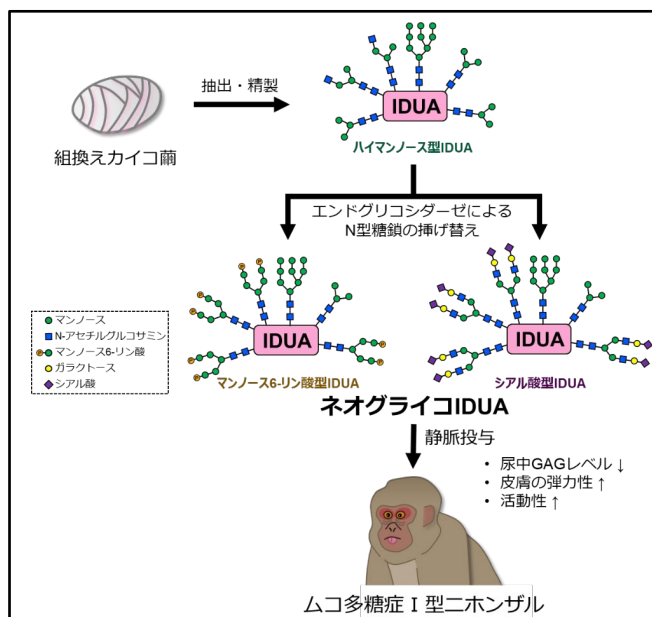 抽出・精製
IDUA
組換えカイコ繭
ハイマンノース型IDUA
エンドグリコシダーゼによる
N型糖鎖の挿げ替え
マンノース
N-アセチルグルコサミン
P マンノース6-リン酸
ガラクトース
シアル酸
P
P
P
P
P
P
P
P
IDUA
IDUA
マンノース6-リン酸型IDUA
シアル酸型IDUA
ネオグライコIDUA
静脈投与
• 尿中GAGレベル ↓
• 皮膚の弾力性 ↑
• 活動性 ↑
ムコ多糖症Ⅰ型ニホンザル